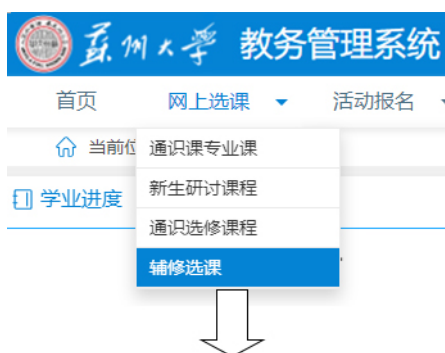 苏州大学 教务管理系统
首页 网上选课 活动报名
当前位
通识课专业课
新生研讨课程
学业进度
通识选修课程
辅修选课